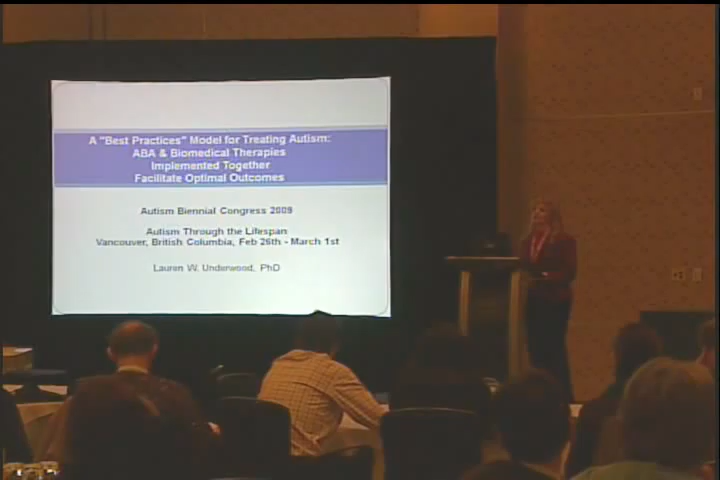 A "Best Practices" Model for Treating Autism:
ABA & Biomedical Therapies
Implemented Together
Facilitate Optimal Outcomes
Autism Biennial Congress 2009
Autism Through the Lifespan
Vancouver, British Columbia, Feb 26th - March 1st
Lauren W. Underwood, PhD